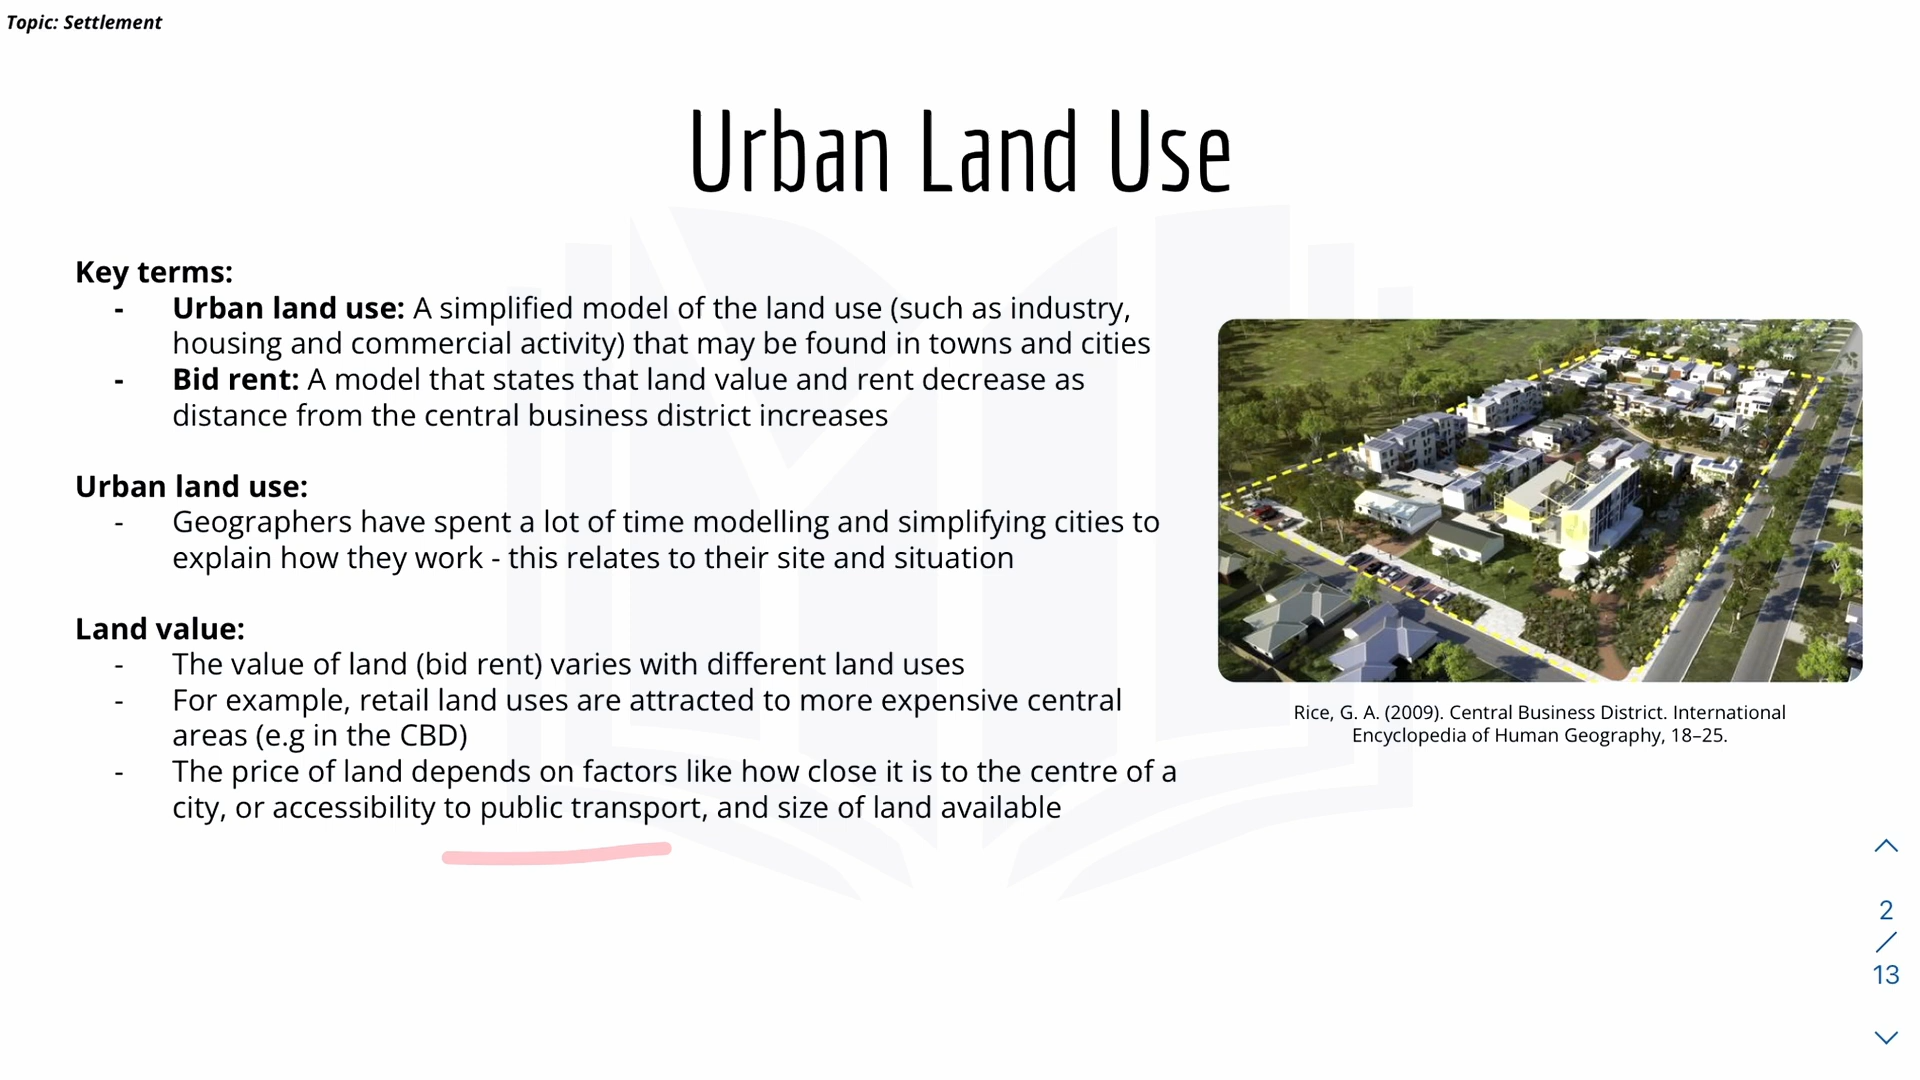 Topic: Settlement
Urban Land Use
Key terms:
- Urban land use: A simplified model of the land use (such as industry,
housing and commercial activity) that may be found in towns and cities
- Bid rent: A model that states that land value and rent decrease as
distance from the central business district increases
Urban land use:
- Geographers have spent a lot of time modelling and simplifying cities to
explain how they work - this relates to their site and situation
Land value:
- The value of land (bid rent) varies with different land uses
- For example, retail land uses are attracted to more expensive central
areas (e.g in the CBD)
- The price of land depends on factors like how close it is to the centre of a
city, or accessibility to public transport, and size of land available
Rice, G. A. (2009). Central Business District. International
Encyclopedia of Human Geography, 18–25.
2
/
13